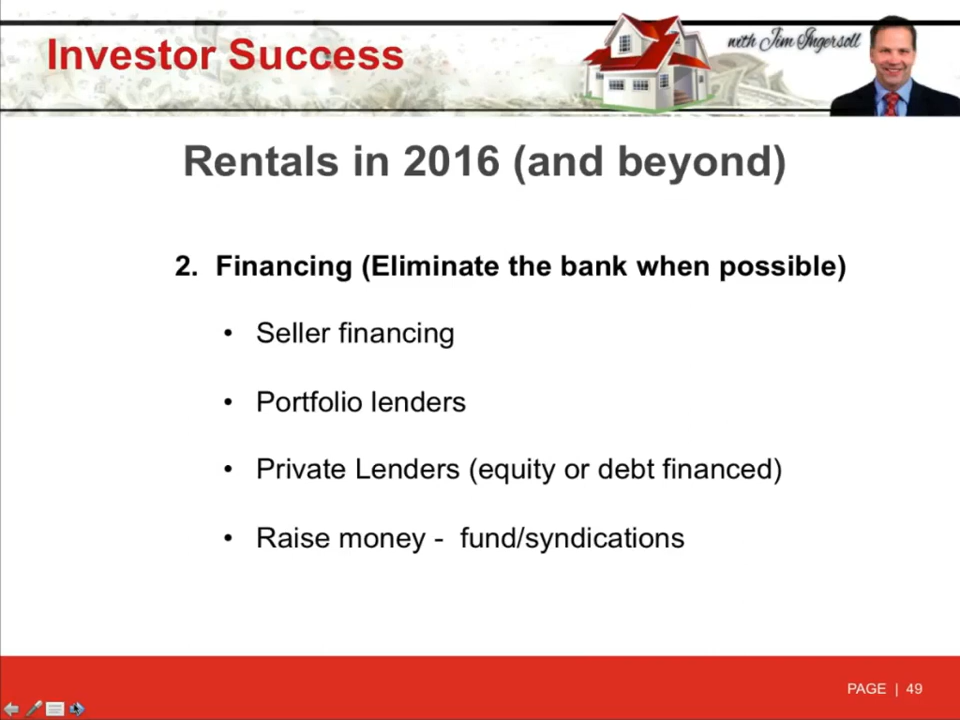 Investor Success
with Jim Ingersoll
Rentals in 2016 (and beyond)
2. Financing (Eliminate the bank when possible)
• Seller financing
• Portfolio lenders
• Private Lenders (equity or debt financed)
• Raise money - fund/syndications
PAGE | 49